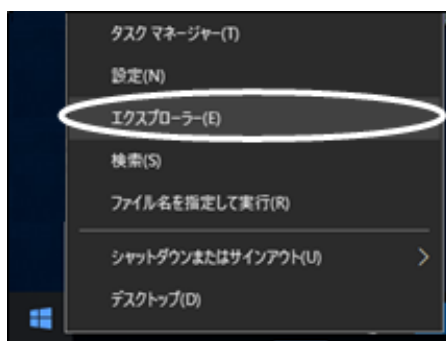 タスク マネージャー(T)
設定(N)
エクスプローラー(E)
検索(S)
ファイル名を指定して実行(R)
シャットダウンまたはサインアウト(U)
デスクトップ(D)